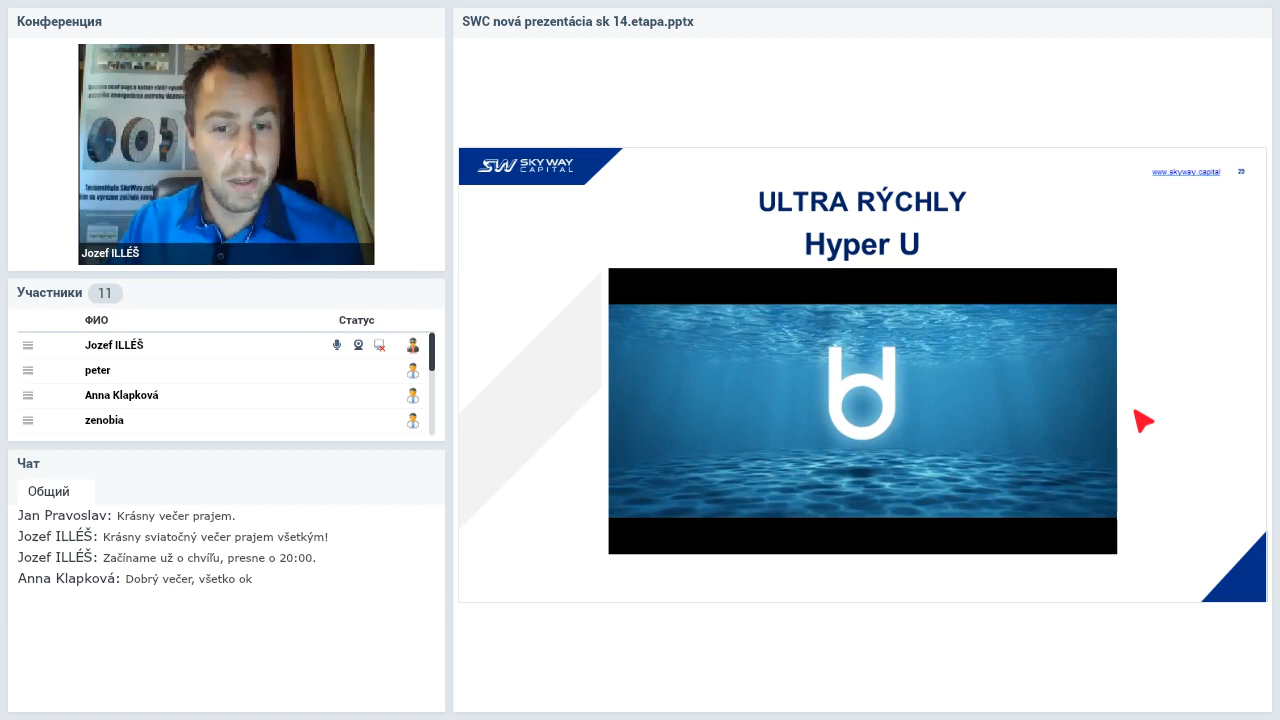 Конференция
Jozef ILLÉŠ
Участники 11
ФИО Статус
Jozef ILLÉŠ
peter
Anna Klapková
zenobia
Чат
Общий
Jan Pravoslav: Krásny večer prajem.
Jozef ILLÉŠ: Krásny sviatočný večer prajem všetkým!
Jozef ILLÉŠ: Začíname už o chvíľu, presne o 20:00.
Anna Klapková: Dobrý večer, všetko ok
SWC nová prezentácia sk 14.etapa.pptx
SW SKY WAY
CAPITAL
www.skyway.capital
ULTRA RÝCHLY
Hyper U